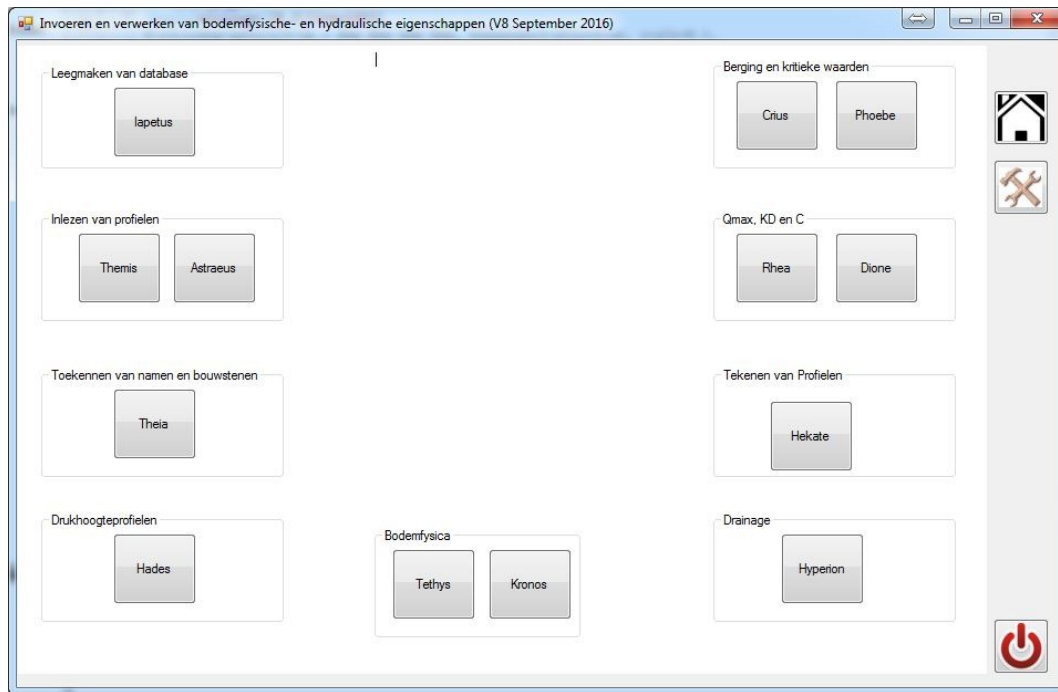 Invoeren en verwerken van bodemfysische- en hydraulische eigenschappen (V8 September 2016)
Leegmaken van database
Iapetus
Berging en kritieke waarden
Crius Phoebe
Inlezen van profielen
Themis Astraeus
Qmax, KD en C
Rhea Dione
Toekennen van namen en bouwstenen
Theia
Tekenen van Profielen
Hekate
Drukhoogteprofielen
Hades
Bodemfysica
Tethys Kronos
Drainage
Hyperion